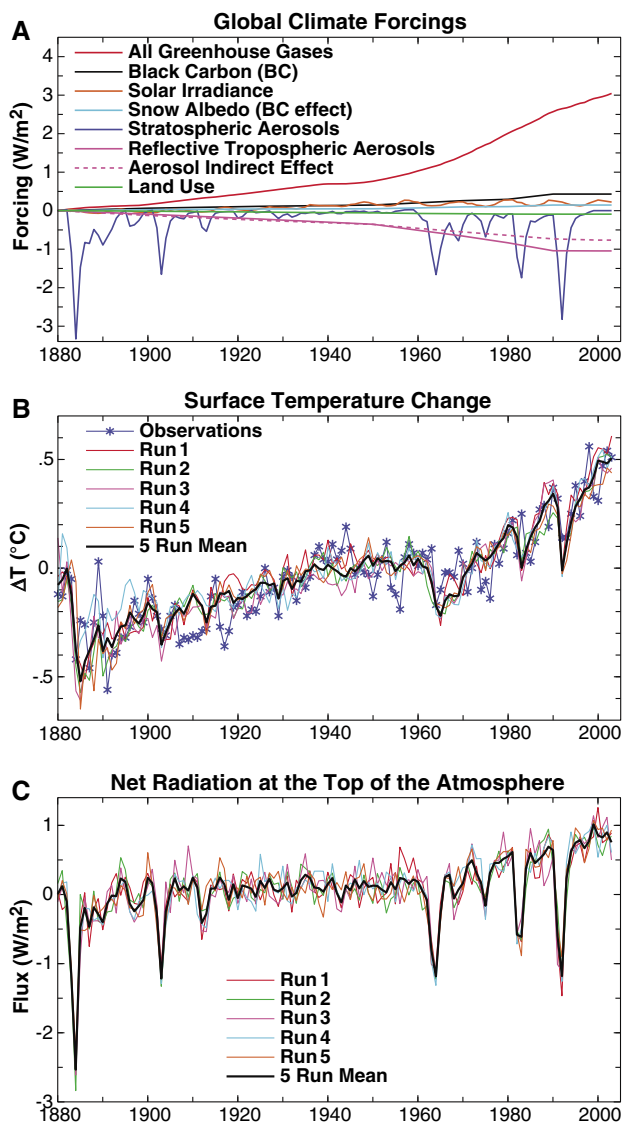 A
Global Climate Forcings
All Greenhouse Gases
Black Carbon (BC)
Solar Irradiance
Snow Albedo (BC effect)
Stratospheric Aerosols
Reflective Tropospheric Aerosols
Aerosol Indirect Effect
Land Use
Forcing (W/m2)
4
3
2
1
0
-1
-2
-3
1880 1900 1920 1940 1960 1980 2000
B
Surface Temperature Change
Observations
Run 1
Run 2
Run 3
Run 4
Run 5
5 Run Mean
ΔT (°C)
.5
0.
-.5
1880 1900 1920 1940 1960 1980 2000
C
Net Radiation at the Top of the Atmosphere
Flux (W/m2)
1
0
-1
-2
-3
Run 1
Run 2
Run 3
Run 4
Run 5
5 Run Mean
1880 1900 1920 1940 1960 1980 2000